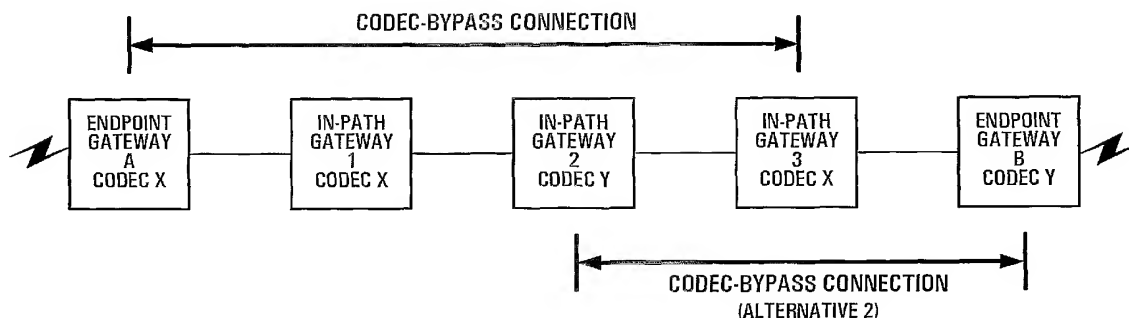 CODEC-BYPASS CONNECTION
ENDPOINT
GATEWAY
A
CODEC X
IN-PATH
GATEWAY
1
CODEC X
IN-PATH
GATEWAY
2
CODEC Y
IN-PATH
GATEWAY
3
CODEC X
ENDPOINT
GATEWAY
B
CODEC Y
CODEC-BYPASS CONNECTION
(ALTERNATIVE 2)